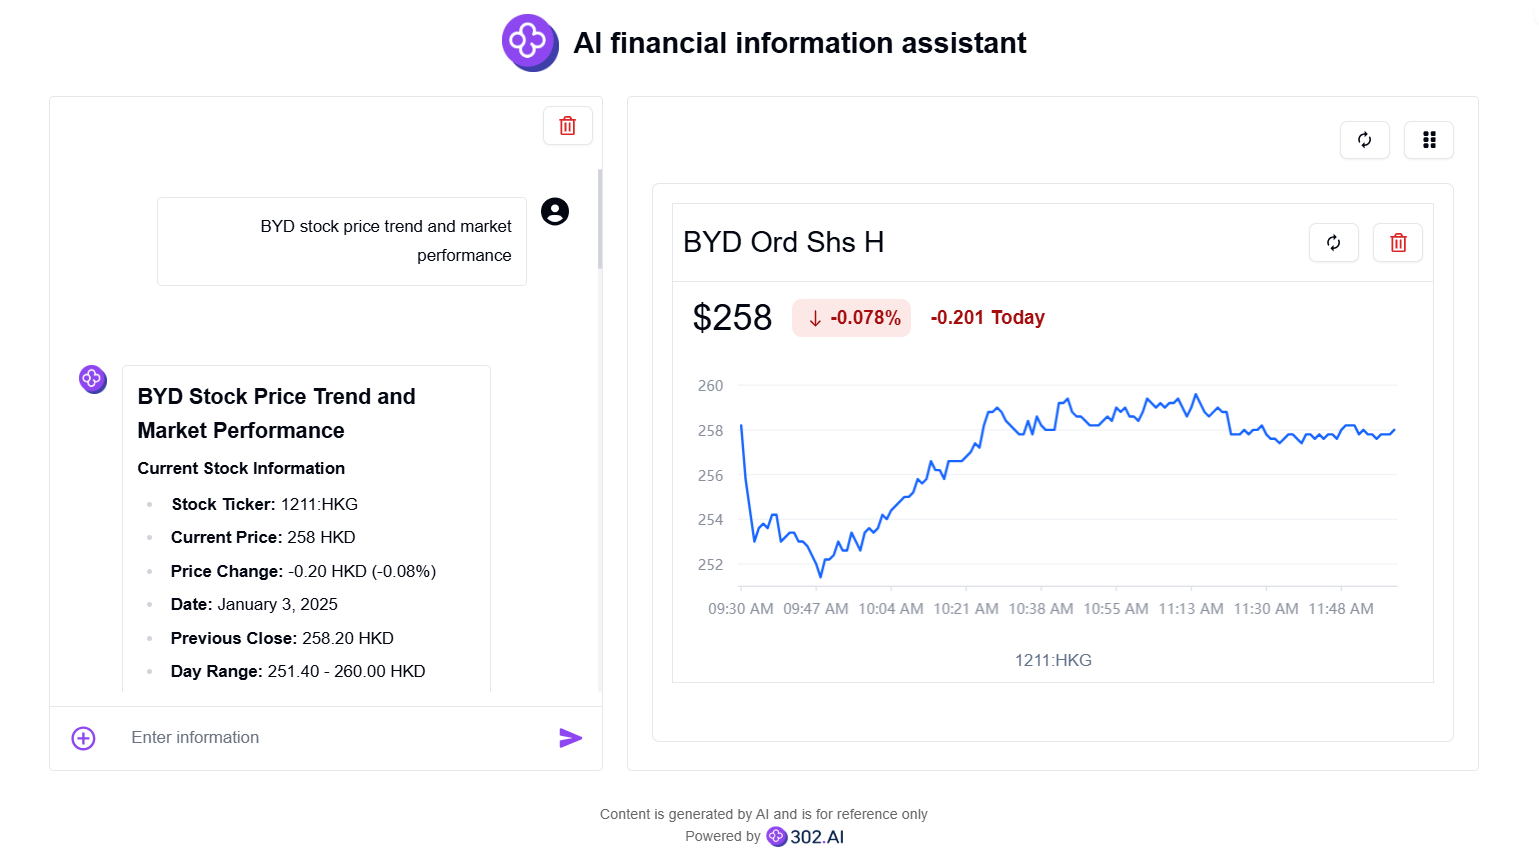 AI financial information assistant
BYD stock price trend and market
performance
BYD Stock Price Trend and
Market Performance
Current Stock Information
Stock Ticker: 1211:HKG
Current Price: 258 HKD
Price Change: -0.20 HKD (-0.08%)
Date: January 3, 2025
Previous Close: 258.20 HKD
Day Range: 251.40 - 260.00 HKD
Enter information
BYD Ord Shs H
$258 ↓ -0.078% -0.201 Today
260
258
256
254
252
09:30 AM 09:47 AM 10:04 AM 10:21 AM 10:38 AM 10:55 AM 11:13 AM 11:30 AM 11:48 AM
1211:HKG
Content is generated by AI and is for reference only
Powered by 302.AI